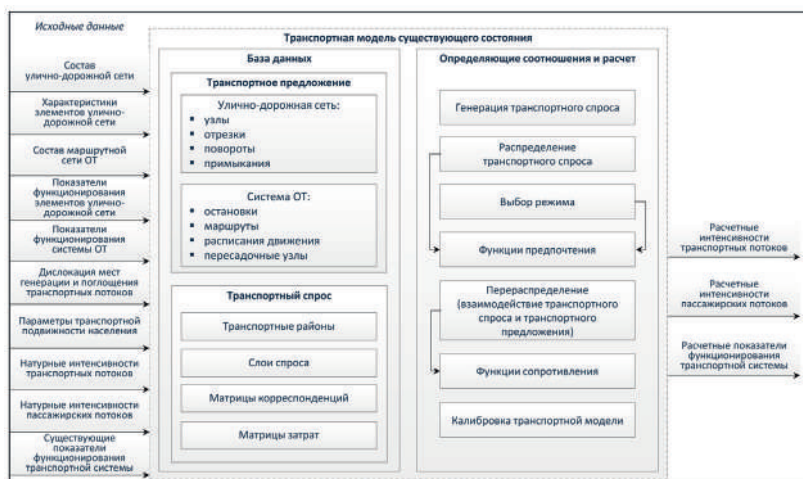 Исходные данные
Состав
улично-дорожной сети
Характеристики
элементов улично-
дорожной сети
Состав маршрутной
сети ОТ
Показатели
функционирования
элементов улично-
дорожной сети
Показатели
функционирования
системы ОТ
Дислокация мест
генерации и поглощения
транспортных потоков
Параметры транспортной
подвижности населения
Натурные интенсивности
транспортных потоков
Натурные интенсивности
пассажирских потоков
Существующие
показатели
функционирования
транспортной системы
Транспортная модель существующего состояния
База данных
Транспортное предложение
Улично-дорожная сеть:
▪ узлы
▪ отрезки
▪ повороты
▪ примыкания
Система ОТ:
▪ остановки
▪ маршруты
▪ расписания движения
▪ пересадочные узлы
Транспортный спрос
Транспортные районы
Слои спроса
Матрицы корреспонденций
Матрицы затрат
Определяющие соотношения и расчет
Генерация транспортного спроса
Распределение
транспортного спроса
Выбор режима
Функции предпочтения
Перераспределение
(взаимодействие транспортного
спроса и транспортного
предложения)
Функции сопротивления
Калибровка транспортной модели
Расчетные
интенсивности
транспортных потоков
Расчетные
интенсивности
пассажирских потоков
Расчетные показатели
функционирования
транспортной системы